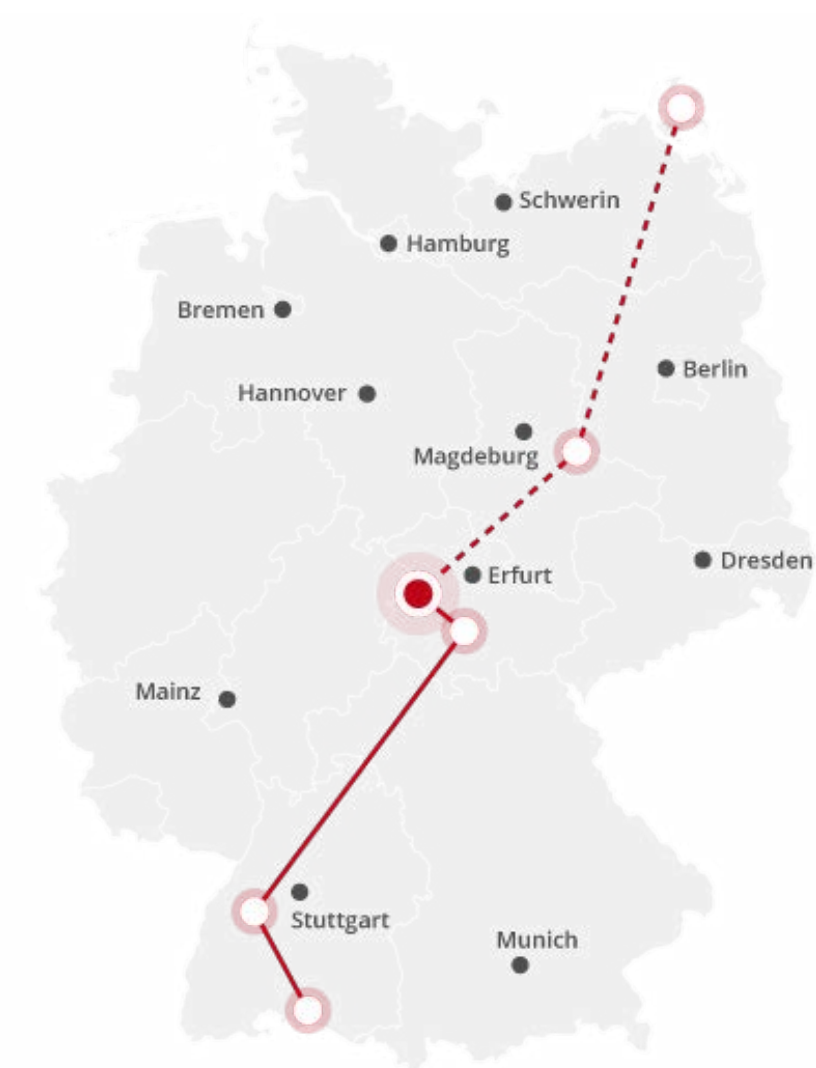 Schwerin
Hamburg
Bremen
Berlin
Hannover
Magdeburg
Dresden
Erfurt
Mainz
Stuttgart
Munich